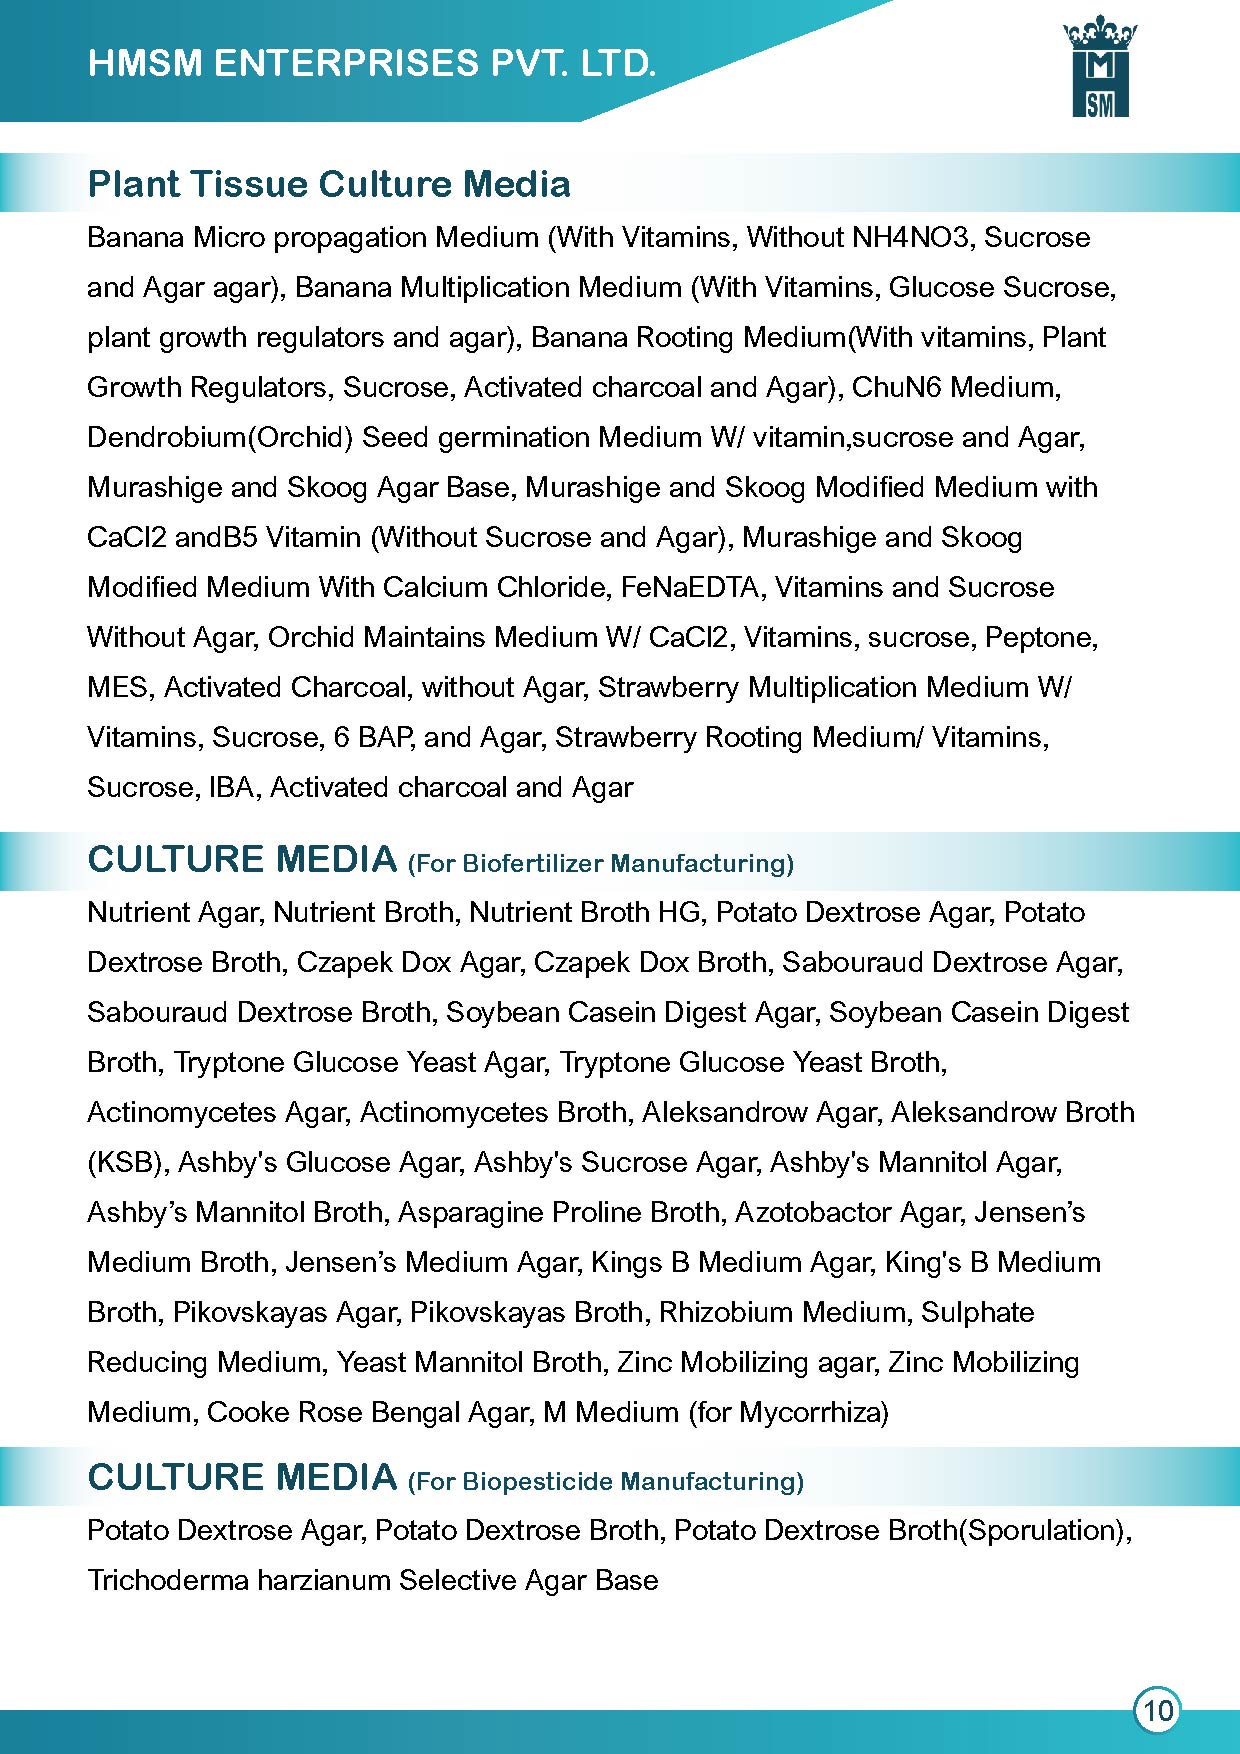 HMSM ENTERPRISES PVT. LTD.
M
SM
Plant Tissue Culture Media
Banana Micro propagation Medium (With Vitamins, Without NH4NO3, Sucrose
and Agar agar), Banana Multiplication Medium (With Vitamins, Glucose Sucrose,
plant growth regulators and agar), Banana Rooting Medium(With vitamins, Plant
Growth Regulators, Sucrose, Activated charcoal and Agar), ChuN6 Medium,
Dendrobium(Orchid) Seed germination Medium W/ vitamin,sucrose and Agar,
Murashige and Skoog Agar Base, Murashige and Skoog Modified Medium with
CaCl2 andB5 Vitamin (Without Sucrose and Agar), Murashige and Skoog
Modified Medium With Calcium Chloride, FeNaEDTA, Vitamins and Sucrose
Without Agar, Orchid Maintains Medium W/ CaCl2, Vitamins, sucrose, Peptone,
MES, Activated Charcoal, without Agar, Strawberry Multiplication Medium W/
Vitamins, Sucrose, 6 BAP, and Agar, Strawberry Rooting Medium/ Vitamins,
Sucrose, IBA, Activated charcoal and Agar
CULTURE MEDIA (For Biofertilizer Manufacturing)
Nutrient Agar, Nutrient Broth, Nutrient Broth HG, Potato Dextrose Agar, Potato
Dextrose Broth, Czapek Dox Agar, Czapek Dox Broth, Sabouraud Dextrose Agar,
Sabouraud Dextrose Broth, Soybean Casein Digest Agar, Soybean Casein Digest
Broth, Tryptone Glucose Yeast Agar, Tryptone Glucose Yeast Broth,
Actinomycetes Agar, Actinomycetes Broth, Aleksandrow Agar, Aleksandrow Broth
(KSB), Ashby's Glucose Agar, Ashby's Sucrose Agar, Ashby's Mannitol Agar,
Ashby’s Mannitol Broth, Asparagine Proline Broth, Azotobactor Agar, Jensen’s
Medium Broth, Jensen’s Medium Agar, Kings B Medium Agar, King's B Medium
Broth, Pikovskayas Agar, Pikovskayas Broth, Rhizobium Medium, Sulphate
Reducing Medium, Yeast Mannitol Broth, Zinc Mobilizing agar, Zinc Mobilizing
Medium, Cooke Rose Bengal Agar, M Medium (for Mycorrhiza)
CULTURE MEDIA (For Biopesticide Manufacturing)
Potato Dextrose Agar, Potato Dextrose Broth, Potato Dextrose Broth(Sporulation),
Trichoderma harzianum Selective Agar Base
10